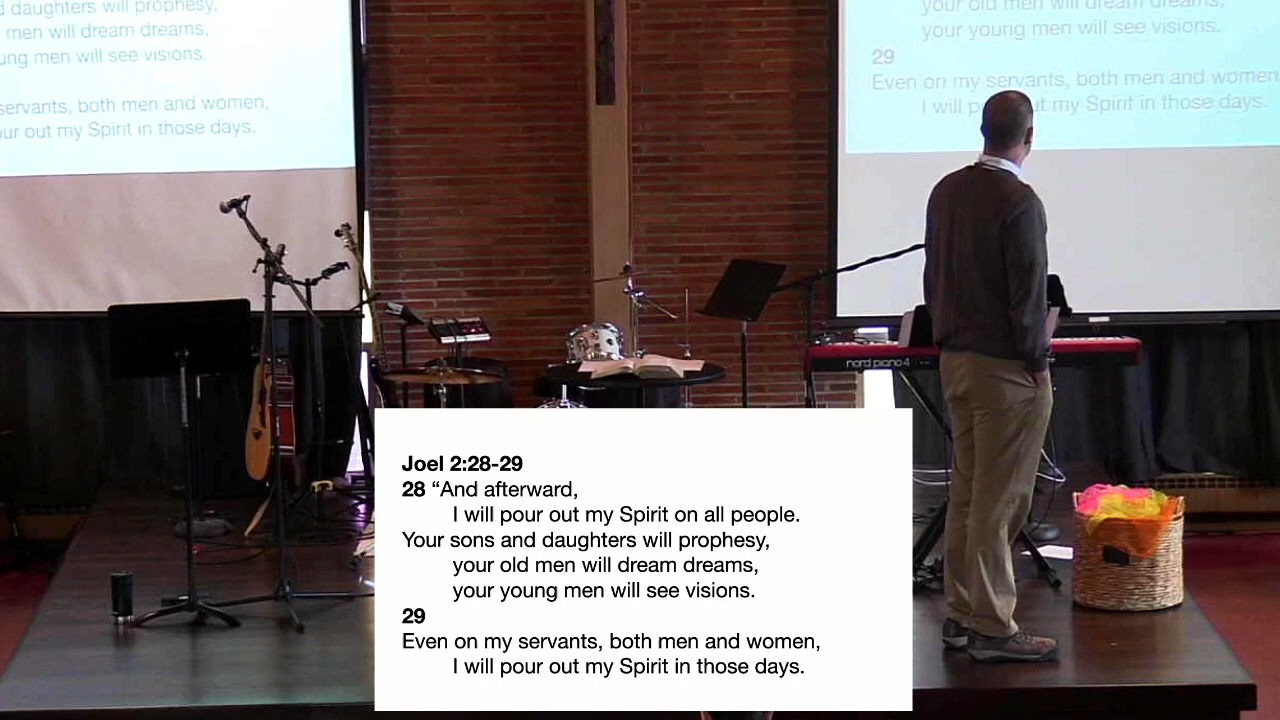 d daughters will prophesy,
men will dream dreams,
ung men will see visions.
servants, both men and women,
our out my Spirit in those days.
your old men will dream dreams,
your young men will see visions.
29
Even on my servants, both men and women
I will p ut my Spirit in those days.
nord piano 4
Joel 2:28-29
28 “And afterward,
I will pour out my Spirit on all people.
Your sons and daughters will prophesy,
your old men will dream dreams,
your young men will see visions.
29
Even on my servants, both men and women,
I will pour out my Spirit in those days.